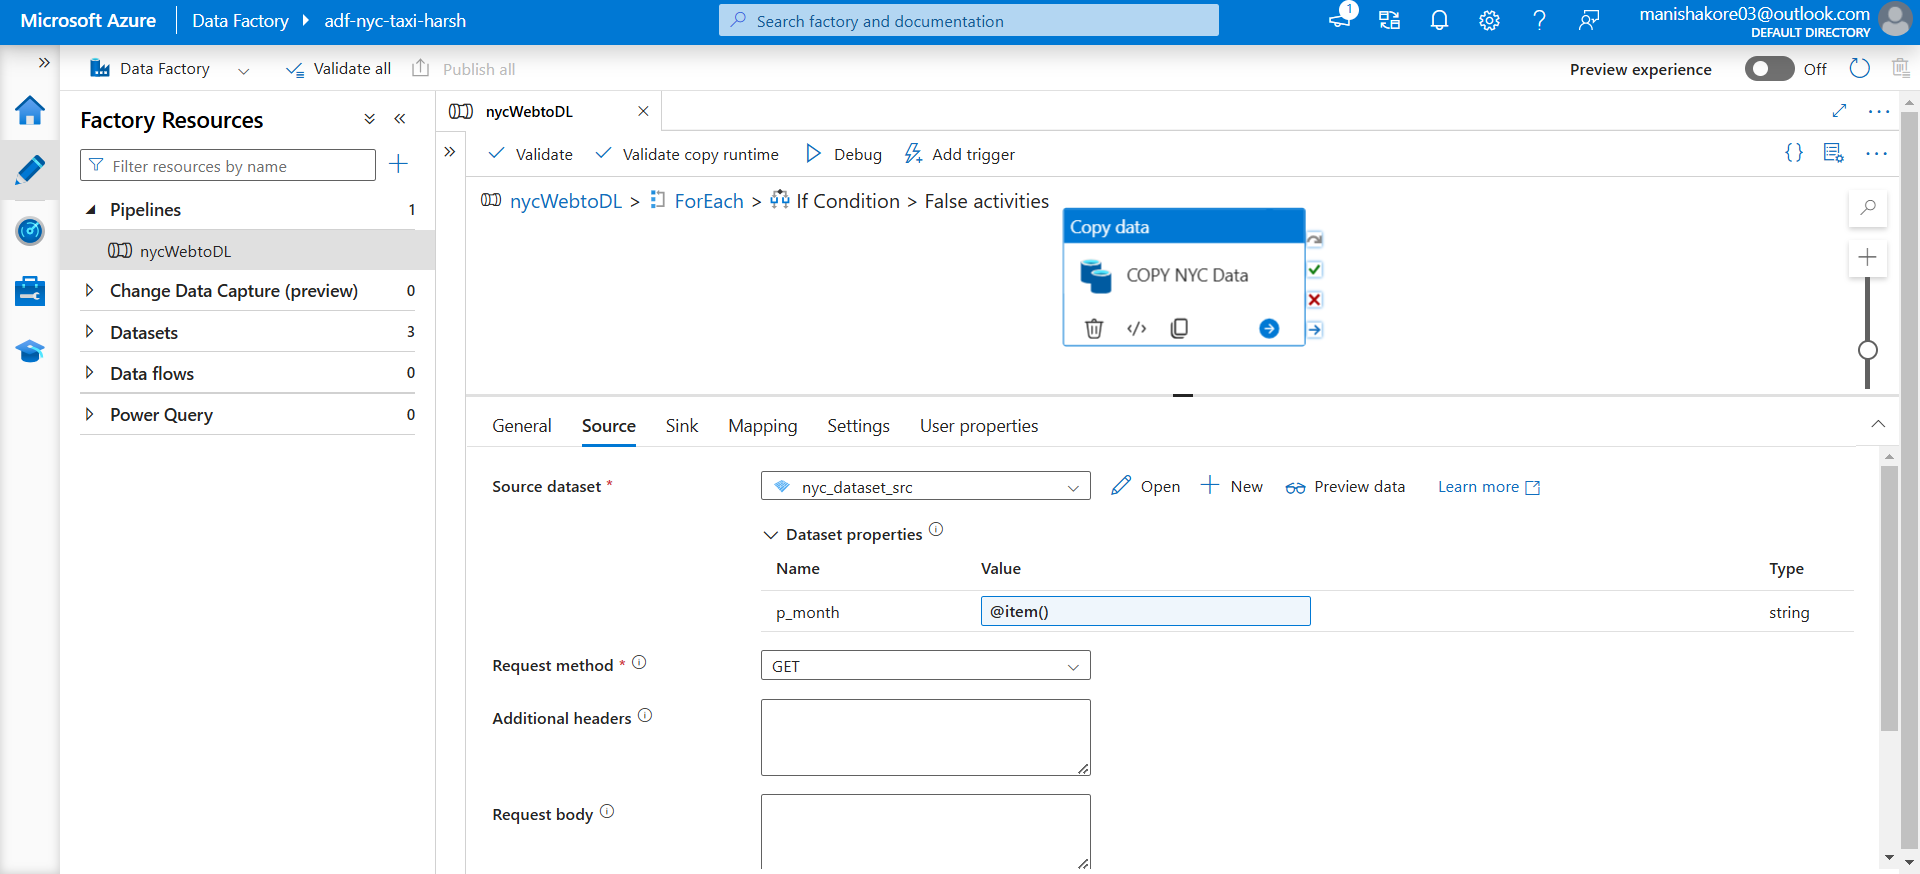 Microsoft Azure
Data Factory
adf-nyc-taxi-harsh
Search factory and documentation
1
manishakore03@outlook.com
DEFAULT DIRECTORY
Data Factory
Validate all
Publish all
Preview experience
Off
Factory Resources
Filter resources by name
Pipelines 1
nycWebtoDL
Change Data Capture (preview) 0
Datasets 3
Data flows 0
Power Query 0
nycWebtoDL
Validate
Validate copy runtime
Debug
Add trigger
nycWebtoDL > ForEach > If Condition > False activities
Copy data
COPY NYC Data
General
Source
Sink
Mapping
Settings
User properties
Source dataset *
nyc_dataset_src
Open
New
Preview data
Learn more
Dataset properties
Name Value Type
p_month @item() string
Request method *
GET
Additional headers
Request body